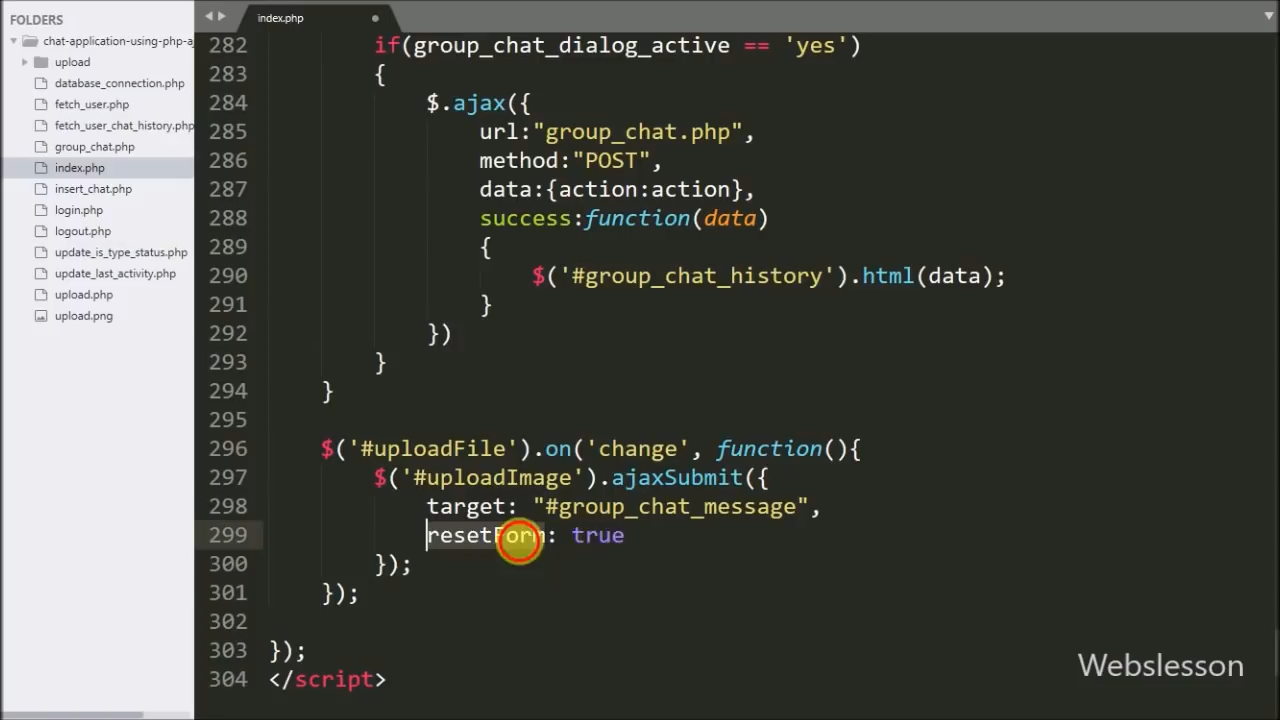 FOLDERS
chat-application-using-php-aj
upload
database_connection.php
fetch_user.php
fetch_user_chat_history.php
group_chat.php
index.php
insert_chat.php
login.php
logout.php
update_is_type_status.php
update_last_activity.php
upload.php
upload.png
index.php
282 if(group_chat_dialog_active == 'yes')
283 {
284 $.ajax({
285 url:"group_chat.php",
286 method:"POST",
287 data:{action:action},
288 success:function(data)
289 {
290 $('#group_chat_history').html(data);
291 }
292 })
293 }
294 }
295
296 $('#uploadFile').on('change', function(){
297 $('#uploadImage').ajaxSubmit({
298 target: "#group_chat_message",
299 resetForm: true
300 });
301 });
302
303 });
304 </script>
Webslesson